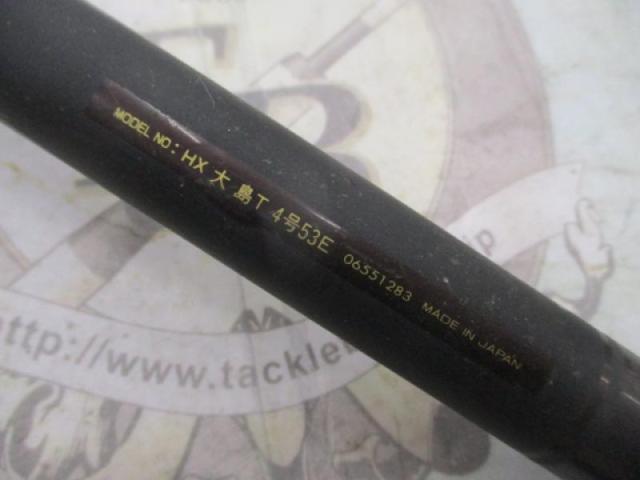 MODEL NO: HX 大島T 4号53E 06551283 MADE IN JAPAN
http://www.tackle